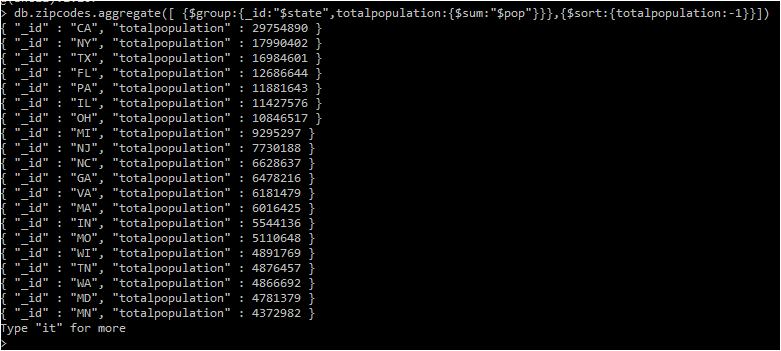 > db.zipcodes.aggregate([ {$group:{_id:"$state",totalpopulation:{$sum:"$pop"}}},{$sort:{totalpopulation:-1}}])
{ "_id" : "CA", "totalpopulation" : 29754890 }
{ "_id" : "NY", "totalpopulation" : 17990402 }
{ "_id" : "TX", "totalpopulation" : 16984601 }
{ "_id" : "FL", "totalpopulation" : 12686644 }
{ "_id" : "PA", "totalpopulation" : 11881643 }
{ "_id" : "IL", "totalpopulation" : 11427576 }
{ "_id" : "OH", "totalpopulation" : 10846517 }
{ "_id" : "MI", "totalpopulation" : 9295297 }
{ "_id" : "NJ", "totalpopulation" : 7730188 }
{ "_id" : "NC", "totalpopulation" : 6628637 }
{ "_id" : "GA", "totalpopulation" : 6478216 }
{ "_id" : "VA", "totalpopulation" : 6181479 }
{ "_id" : "MA", "totalpopulation" : 6016425 }
{ "_id" : "IN", "totalpopulation" : 5544136 }
{ "_id" : "MO", "totalpopulation" : 5110648 }
{ "_id" : "WI", "totalpopulation" : 4891769 }
{ "_id" : "TN", "totalpopulation" : 4876457 }
{ "_id" : "WA", "totalpopulation" : 4866692 }
{ "_id" : "MD", "totalpopulation" : 4781379 }
{ "_id" : "MN", "totalpopulation" : 4372982 }
Type "it" for more
>